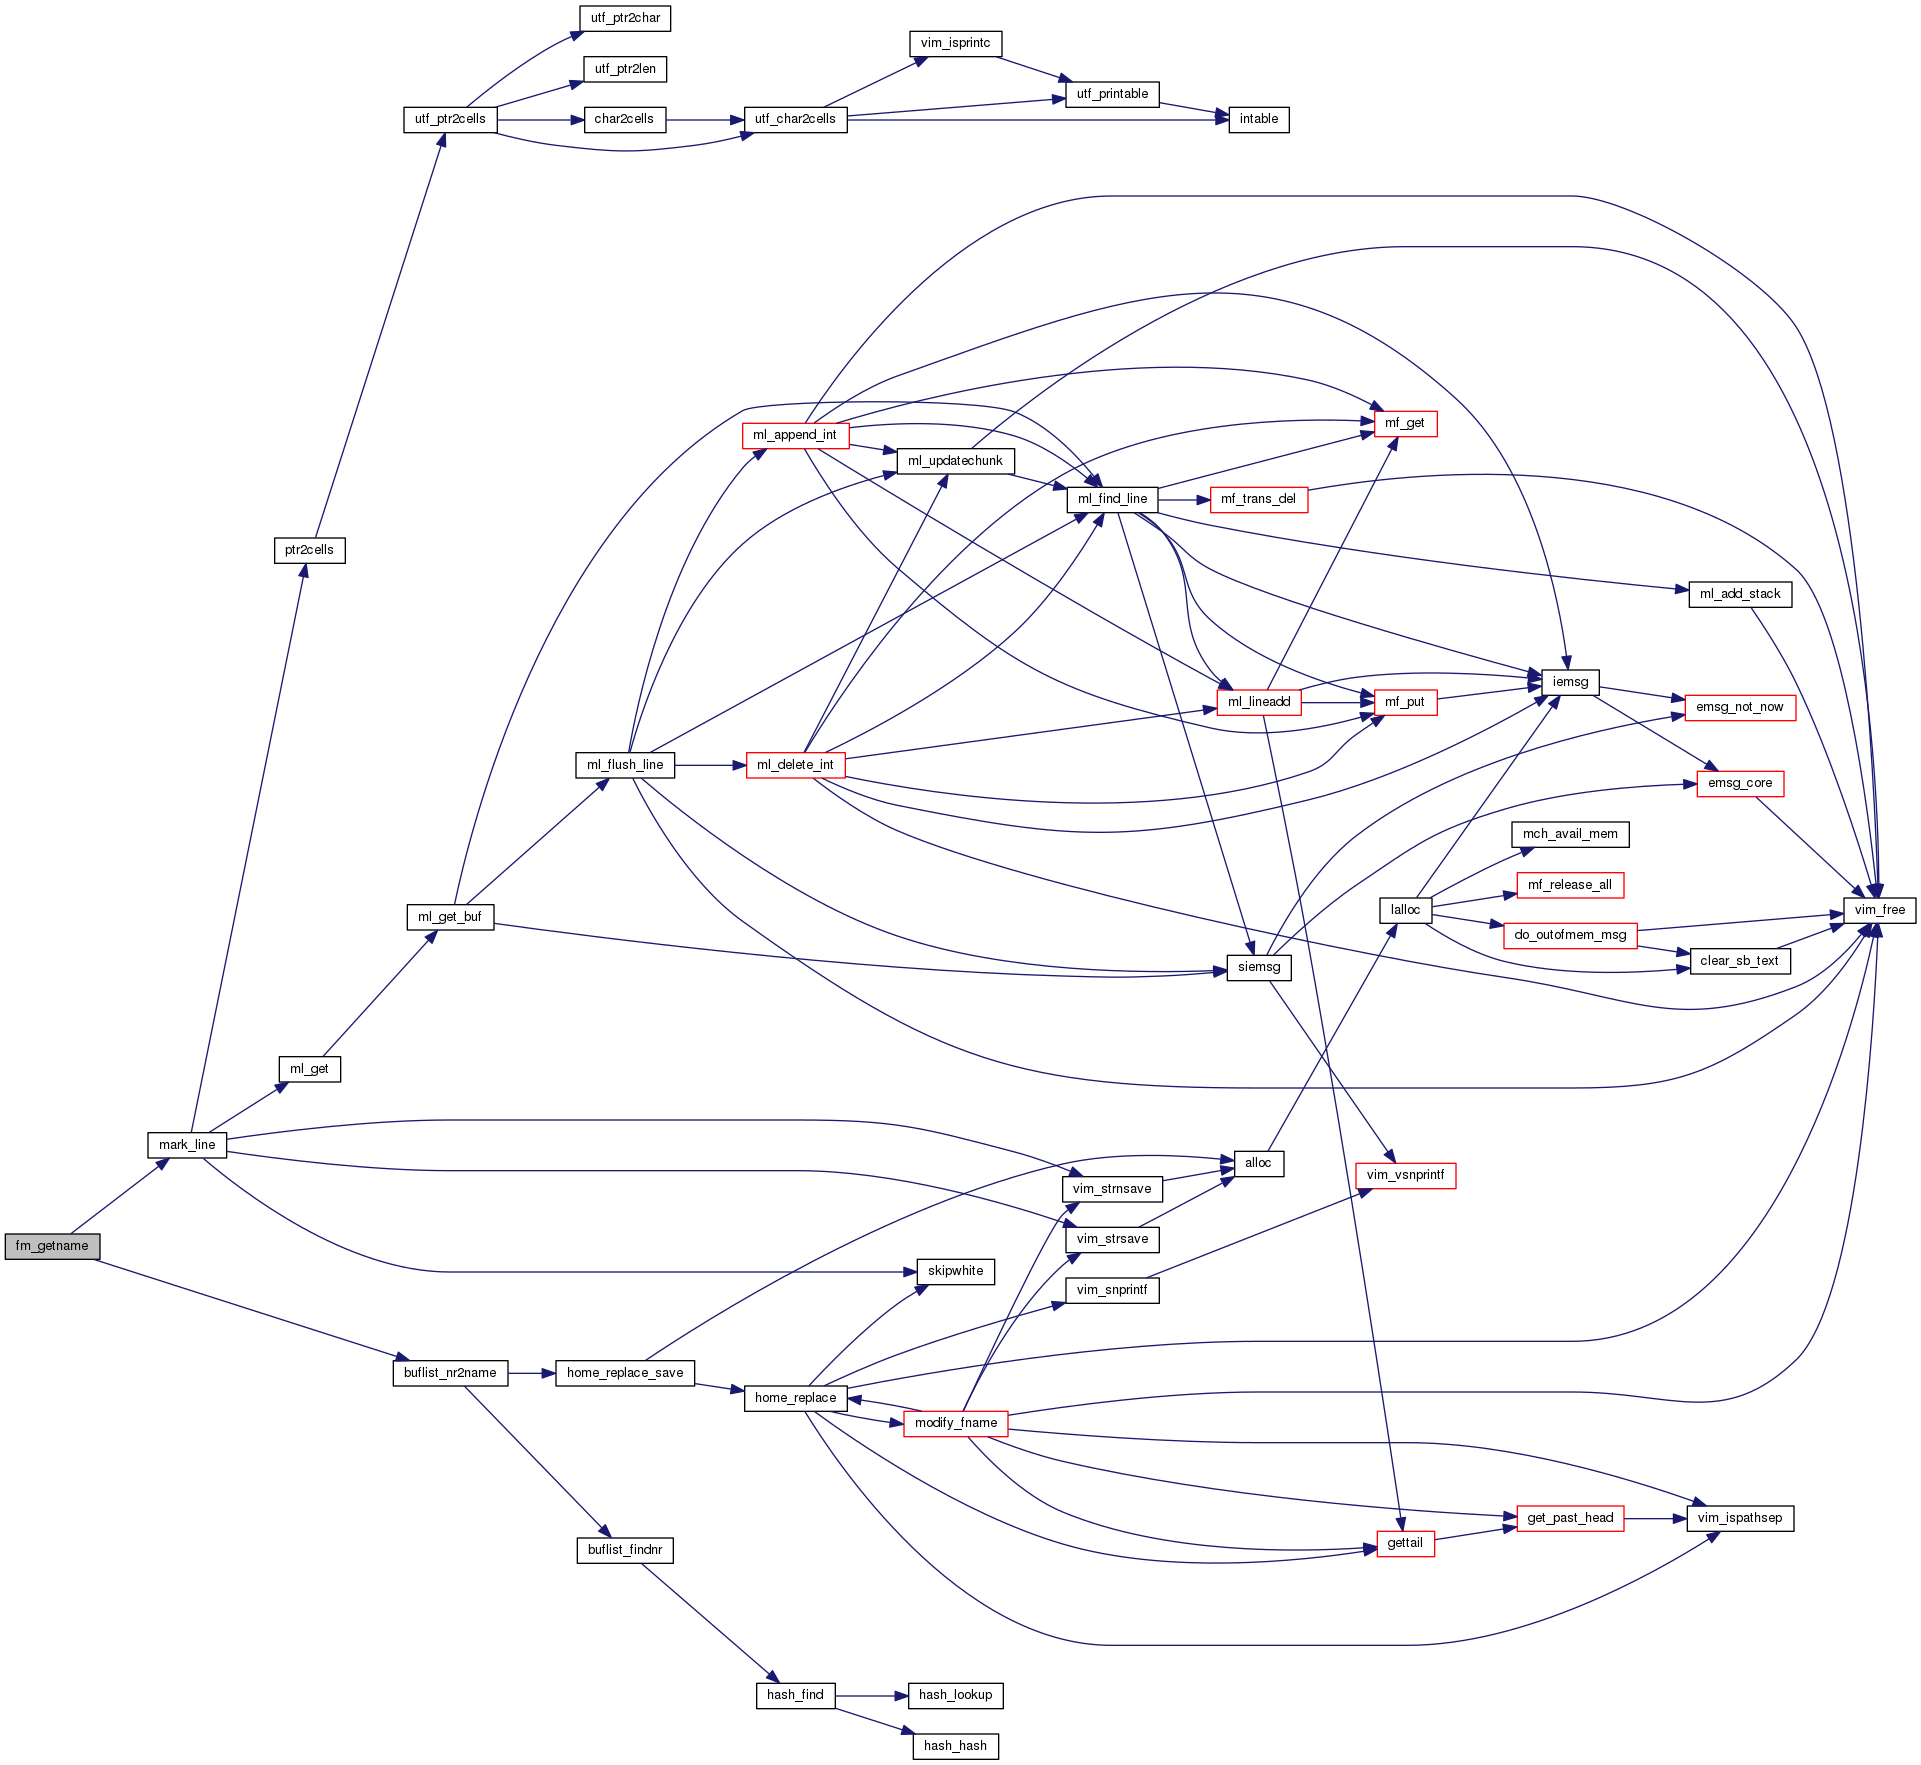 utf_ptr2char
vim_isprintc
utf_ptr2len
utf_printable
utf_ptr2cells
char2cells
utf_char2cells
intable
mf_get
ml_append_int
ml_updatechunk
ml_find_line
mf_trans_del
ptr2cells
ml_add_stack
iemsg
ml_lineadd
mf_put
emsg_not_now
ml_flush_line
ml_delete_int
emsg_core
mch_avail_mem
mf_release_all
ml_get_buf
lalloc
vim_free
do_outofmem_msg
clear_sb_text
siemsg
ml_get
mark_line
alloc
vim_vsnprintf
vim_strnsave
vim_strsave
fm_getname
skipwhite
vim_snprintf
buflist_nr2name
home_replace_save
home_replace
modify_fname
get_past_head
vim_ispathsep
gettail
buflist_findnr
hash_find
hash_lookup
hash_hash